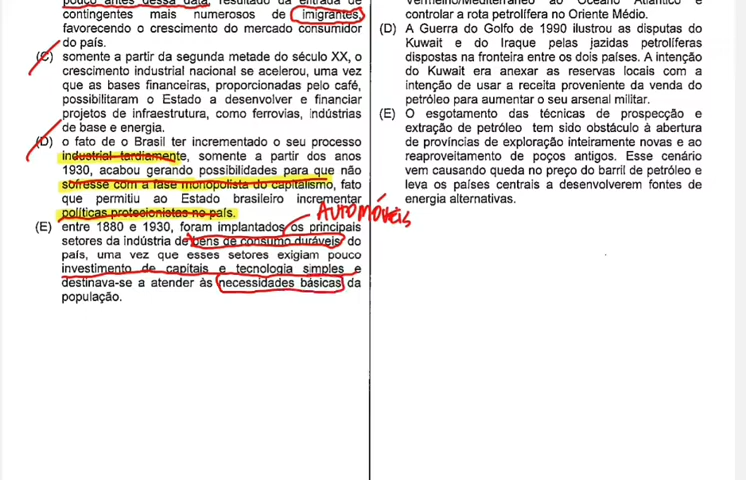 pouco antes dessa data, resultado da entrada de
contingentes mais numerosos de imigrantes,
favorecendo o crescimento do mercado consumidor
do país.
(C) somente a partir da segunda metade do século XX, o
crescimento industrial nacional se acelerou, uma vez
que as bases financeiras, proporcionadas pelo café,
possibilitaram o Estado a desenvolver e financiar
projetos de infraestrutura, como ferrovias, indústrias
de base e energia.
(D) o fato de o Brasil ter incrementado o seu processo
industrial tardiamente, somente a partir dos anos
1930, acabou gerando possibilidades para que não
sofresse com a fase monopolista do capitalismo, fato
que permitiu ao Estado brasileiro incrementar
políticas protecionistas no país.
AUTOMÓVEIS
(E) entre 1880 e 1930, foram implantados os principais
setores da indústria de bens de consumo duráveis do
país, uma vez que esses setores exigiam pouco
investimento de capitais e tecnologia simples e
destinava-se a atender às necessidades básicas da
população.
Vermelho/Mediterrâneo ao Oceano Atlântico e
controlar a rota petrolífera no Oriente Médio.
(D) A Guerra do Golfo de 1990 ilustrou as disputas do
Kuwait e do Iraque pelas jazidas petrolíferas
dispostas na fronteira entre os dois países. A intenção
do Kuwait era anexar as reservas locais com a
intenção de usar a receita proveniente da venda do
petróleo para aumentar o seu arsenal militar.
(E) O esgotamento das técnicas de prospecção e
extração de petróleo tem sido obstáculo à abertura
de províncias de exploração inteiramente novas e ao
reaproveitamento de poços antigos. Esse cenário
vem causando queda no preço do barril de petróleo e
leva os países centrais a desenvolverem fontes de
energia alternativas.